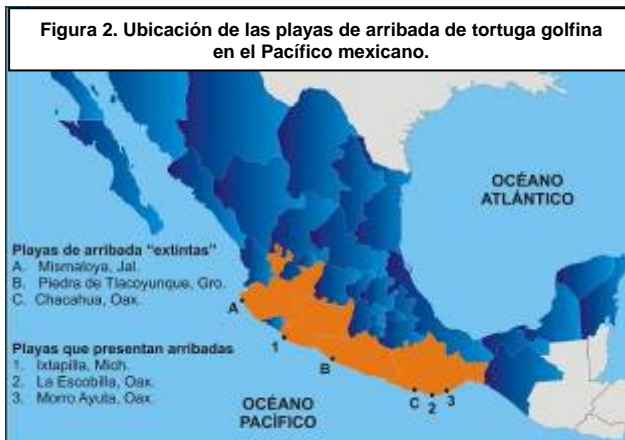 Figura 2. Ubicación de las playas de arribada de tortuga golfina
en el Pacífico mexicano.
OCÉANO
ATLÁNTICO
Playas de arribada "extintas"
A. Mismaloya, Jal.
B. Piedra de Tlacoyunque, Gro.
C. Chacahua, Oax.
Playas que presentan arribadas
1. Ixtapilla, Mich.
2. La Escobilla, Oax.
3. Morro Ayuta, Oax.
A
1
B
C
2
3
OCÉANO
PACÍFICO